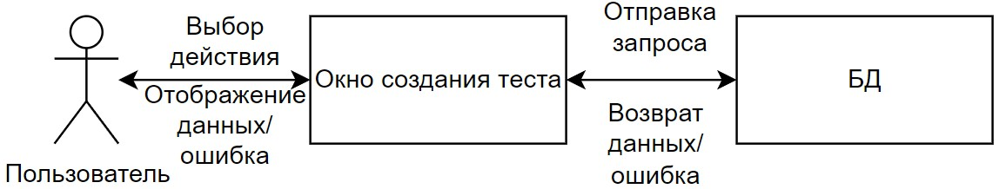 Выбор
действия
Отображение
данных/
ошибка
Пользователь
Окно создания теста
Отправка
запроса
Возврат
данных/
ошибка
БД